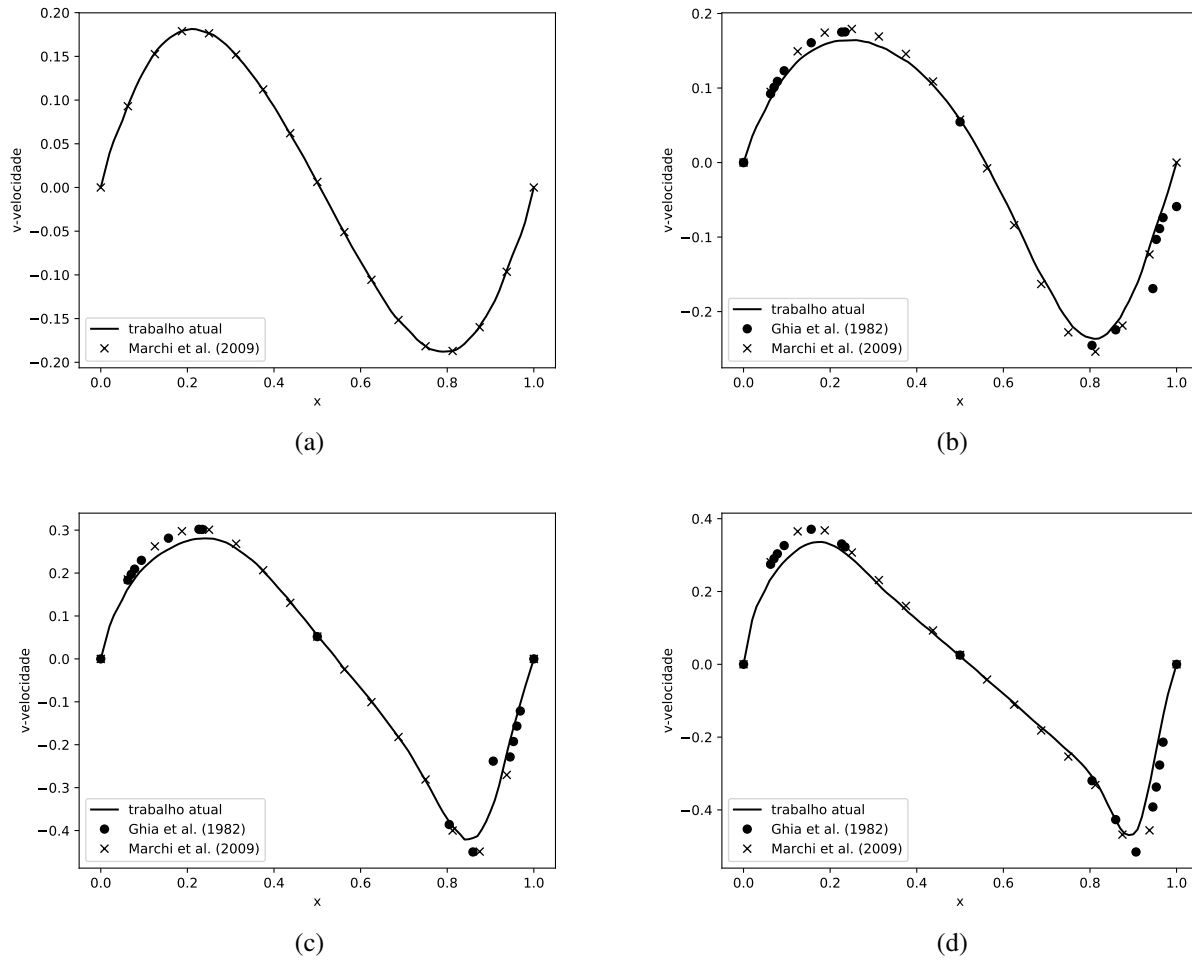 0.20
0.15
0.10
0.05
0.00
−0.05
−0.10
−0.15
−0.20
v-velocidade
trabalho atual
Marchi et al. (2009)
0.0 0.2 0.4 0.6 0.8 1.0
x
(a)
0.2
0.1
0.0
−0.1
−0.2
v-velocidade
trabalho atual
Ghia et al. (1982)
Marchi et al. (2009)
0.0 0.2 0.4 0.6 0.8 1.0
x
(b)
0.3
0.2
0.1
0.0
−0.1
−0.2
−0.3
−0.4
v-velocidade
trabalho atual
Ghia et al. (1982)
Marchi et al. (2009)
0.0 0.2 0.4 0.6 0.8 1.0
x
(c)
0.4
0.2
0.0
−0.2
−0.4
v-velocidade
trabalho atual
Ghia et al. (1982)
Marchi et al. (2009)
0.0 0.2 0.4 0.6 0.8 1.0
x
(d)